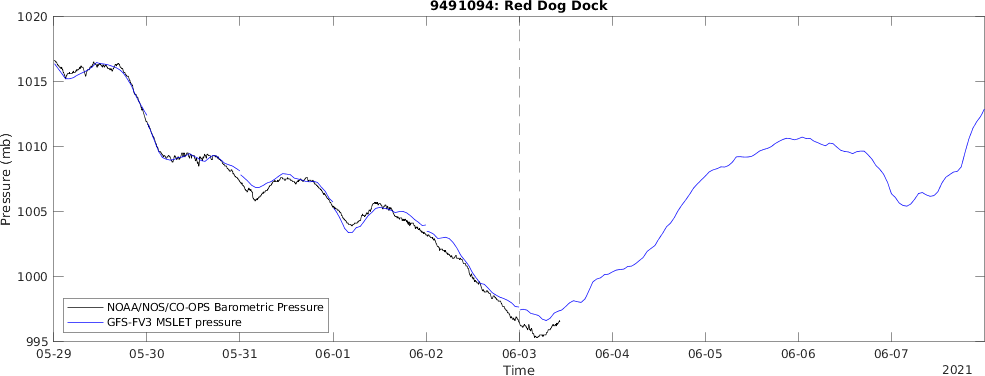 9491094: Red Dog Dock
1020
1015
1010
1005
1000
995
Pressure (mb)
NOAA/NOS/CO-OPS Barometric Pressure
GFS-FV3 MSLET pressure
05-29 05-30 05-31 06-01 06-02 06-03 06-04 06-05 06-06 06-07
Time
2021